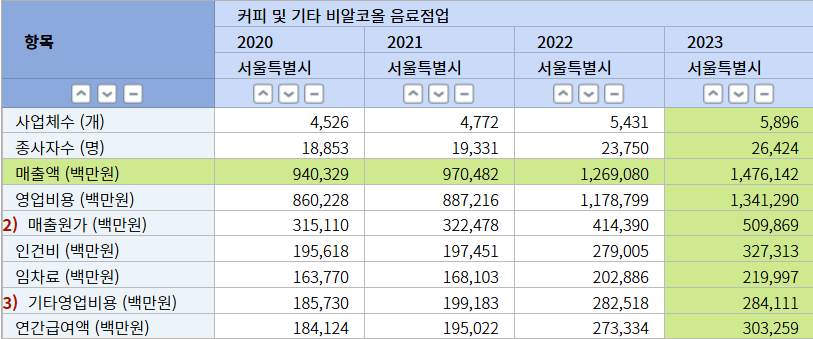 커피 및 기타 비알코올 음료점업
항목 2020 2021 2022 2023
서울특별시 서울특별시 서울특별시 서울특별시
사업체수 (개) 4,526 4,772 5,431 5,896
종사자수 (명) 18,853 19,331 23,750 26,424
매출액 (백만원) 940,329 970,482 1,269,080 1,476,142
영업비용 (백만원) 860,228 887,216 1,178,799 1,341,290
2) 매출원가 (백만원) 315,110 322,478 414,390 509,869
인건비 (백만원) 195,618 197,451 279,005 327,313
임차료 (백만원) 163,770 168,103 202,886 219,997
3) 기타영업비용 (백만원) 185,730 199,183 282,518 284,111
연간급여액 (백만원) 184,124 195,022 273,334 303,259